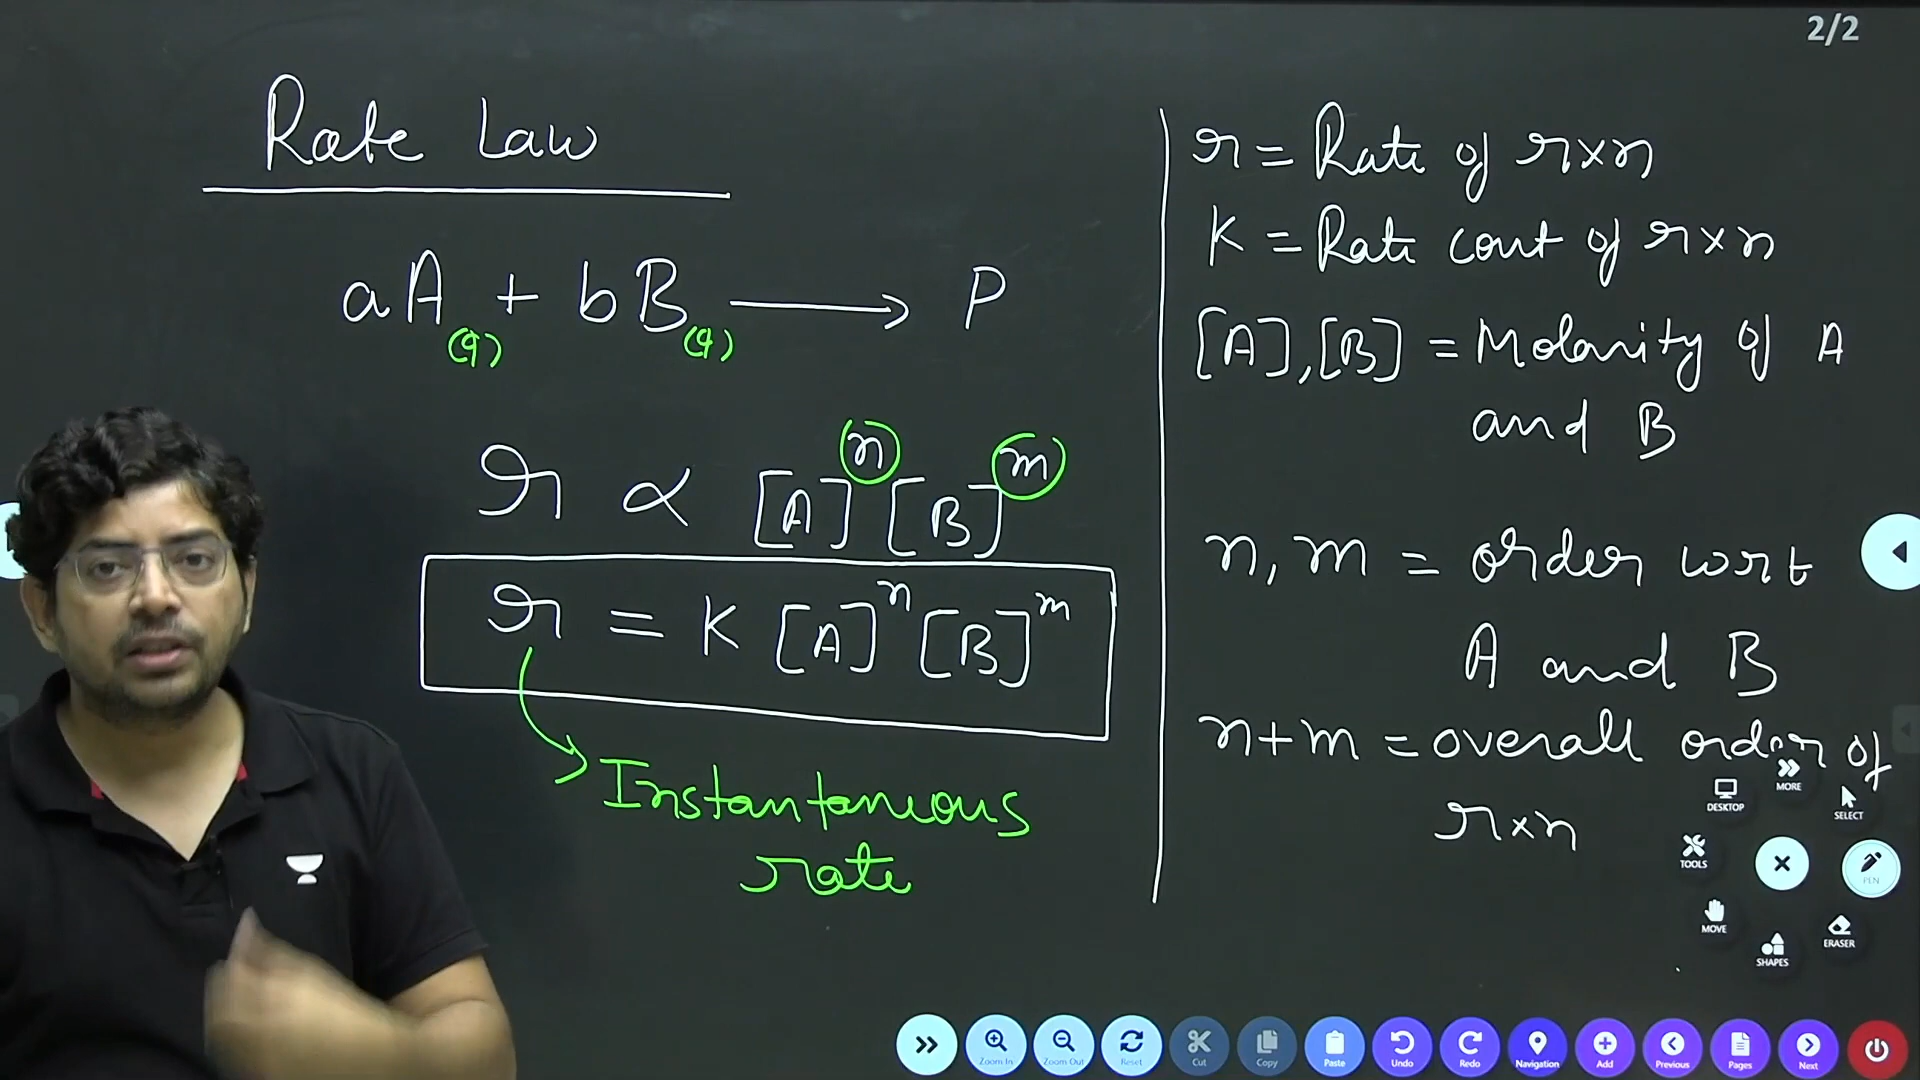 2/2
Rate Law
aA(g) + bB(g) → P
r ∝ [A]^n [B]^m
r = K [A]^n [B]^m
Instantaneous
rate
r = Rate of rxn
K = Rate cont of rxn
[A],[B] = Molarity of A
and B
n, m = order wrt
A and B
n+m = overall order of
rxn
MORE
DESKTOP
SELECT
TOOLS
PEN
MOVE
ERASER
SHAPES
Zoom In
Zoom Out
Reset
Cut
Copy
Paste
Undo
Redo
Navigation
Add
Previous
Pages
Next